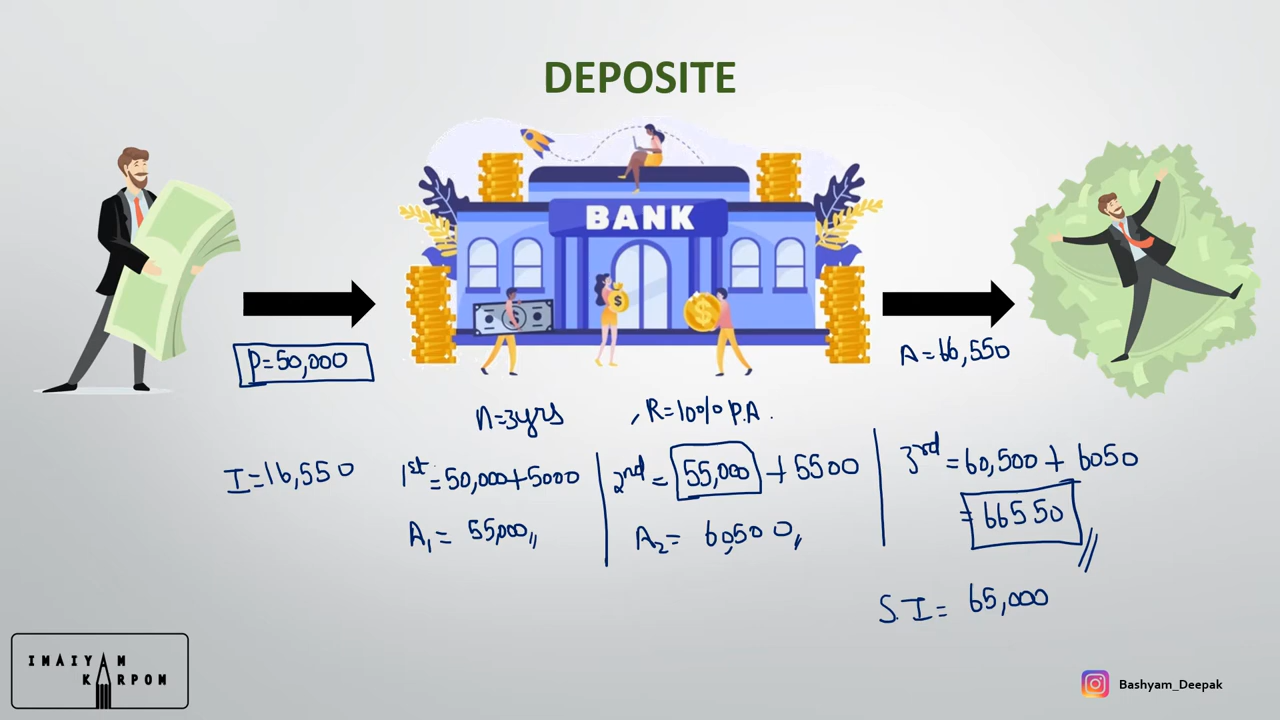 DEPOSITE
BANK
P=50,000
A=66,550
n=3yrs , R=10% P.A.
I=16,550
1st=50,000+5000
A1= 55,000,,
2nd= 55,000 + 5500
A2= 60,500,,
3rd=60,500 + 6050
= 66550
S.I= 65,000
IMAIYAM
KARPOM
Bashyam_Deepak